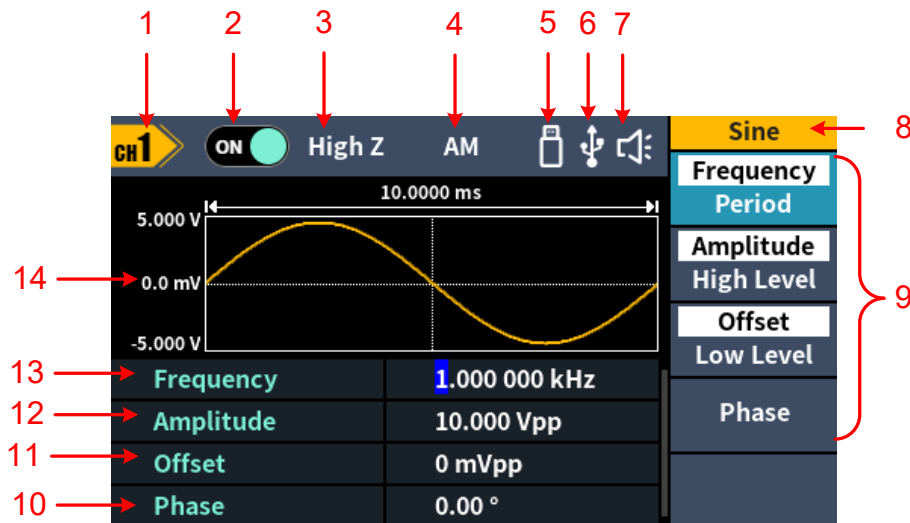 1 2 3 4 5 6 7
CH1 ON High Z AM Sine 8
10.0000 ms
Frequency
Period
5.000 V
Amplitude
High Level
14 0.0 mV
9
Offset
Low Level
-5.000 V
13 Frequency 1.000 000 kHz
Phase
12 Amplitude 10.000 Vpp
11 Offset 0 mVpp
10 Phase 0.00 °